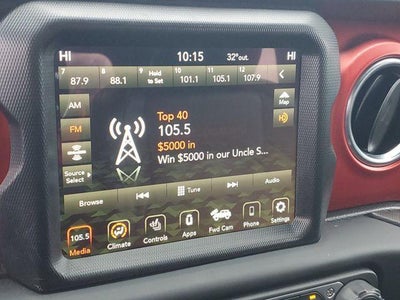 HI 10:15 32°out. HI
7 8 9 10 11 12
87.9 88.1 Hold to Set 101.1 105.1 107.9
AM
Map
FM
Top 40
105.5
$5000 in
Win $5000 in our Uncle S...
Source Select
Browse Tune Audio
105.5
Media Climate Controls Apps Fwd Cam Phone Settings